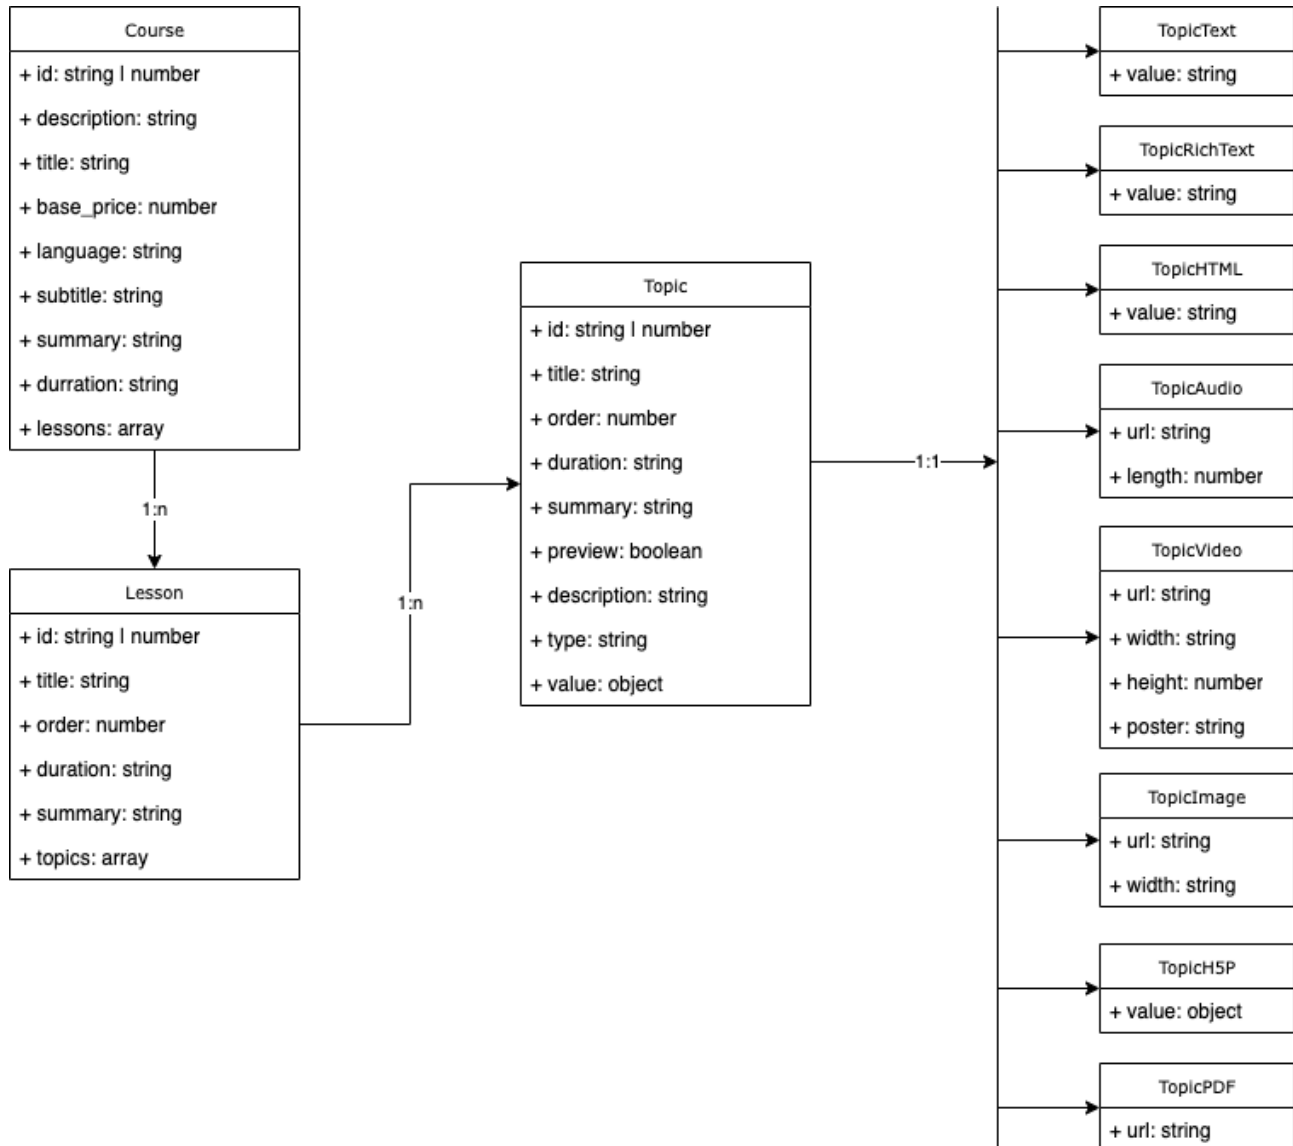 Course
+ id: string | number
+ description: string
+ title: string
+ base_price: number
+ language: string
+ subtitle: string
+ summary: string
+ durration: string
+ lessons: array
1:n
Lesson
+ id: string | number
+ title: string
+ order: number
+ duration: string
+ summary: string
+ topics: array
1:n
Topic
+ id: string | number
+ title: string
+ order: number
+ duration: string
+ summary: string
+ preview: boolean
+ description: string
+ type: string
+ value: object
1:1
TopicText
+ value: string
TopicRichText
+ value: string
TopicHTML
+ value: string
TopicAudio
+ url: string
+ length: number
TopicVideo
+ url: string
+ width: string
+ height: number
+ poster: string
TopicImage
+ url: string
+ width: string
TopicH5P
+ value: object
TopicPDF
+ url: string